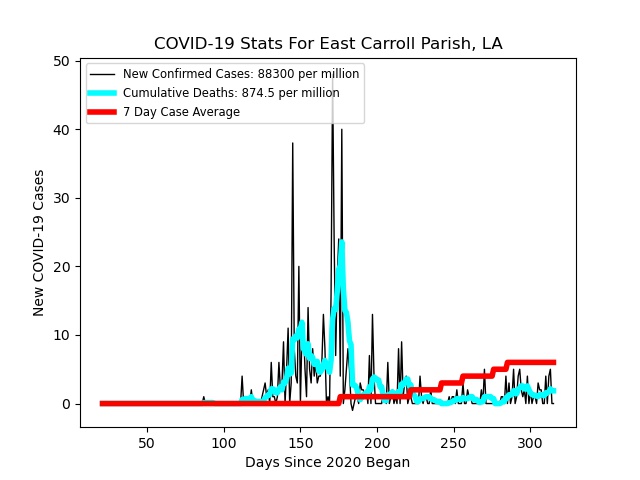 COVID-19 Stats For East Carroll Parish, LA
New Confirmed Cases: 88300 per million
Cumulative Deaths: 874.5 per million
7 Day Case Average
New COVID-19 Cases
50
40
30
20
10
0
50 100 150 200 250 300
Days Since 2020 Began